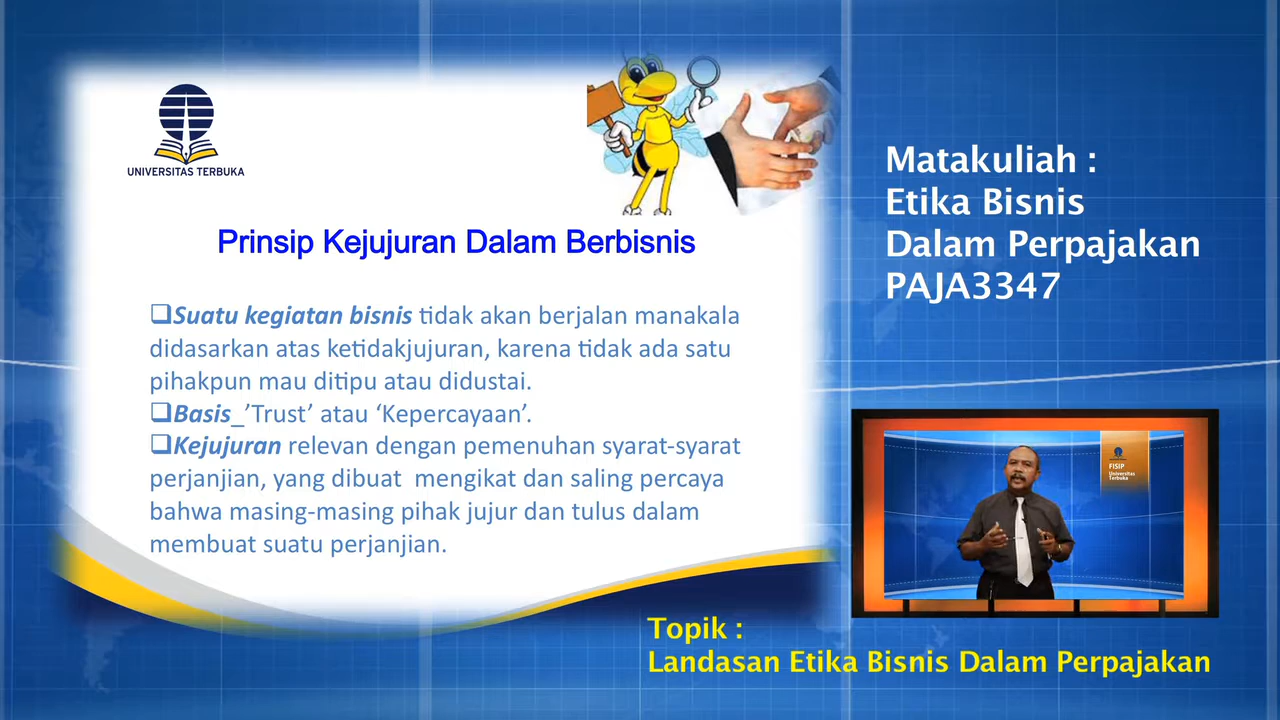 UNIVERSITAS TERBUKA
Prinsip Kejujuran Dalam Berbisnis
❑Suatu kegiatan bisnis tidak akan berjalan manakala
didasarkan atas ketidakjujuran, karena tidak ada satu
pihakpun mau ditipu atau didustai.
❑Basis_’Trust’ atau ‘Kepercayaan’.
❑Kejujuran relevan dengan pemenuhan syarat-syarat
perjanjian, yang dibuat mengikat dan saling percaya
bahwa masing-masing pihak jujur dan tulus dalam
membuat suatu perjanjian.
Matakuliah :
Etika Bisnis
Dalam Perpajakan
PAJA3347
FISIP
Universitas
Terbuka
Topik :
Landasan Etika Bisnis Dalam Perpajakan